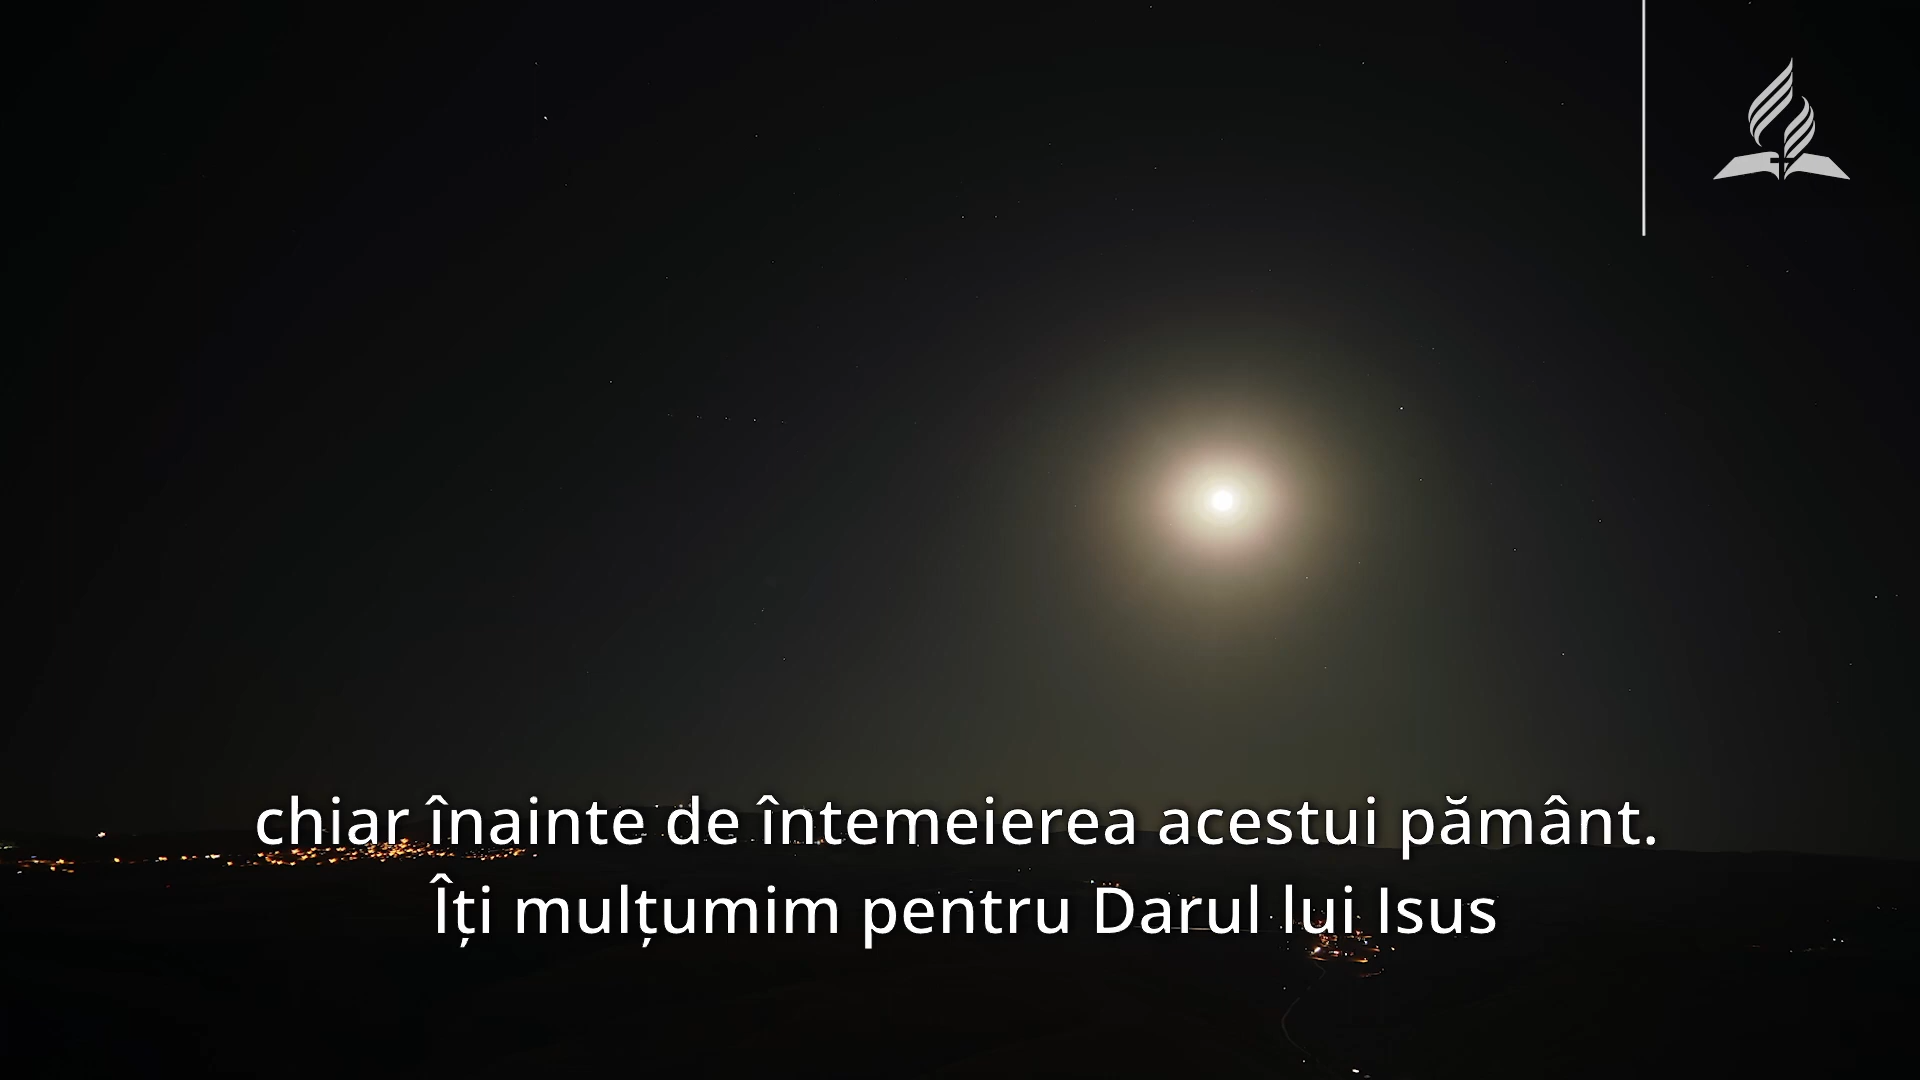 chiar înainte de întemeierea acestui pământ.
Îți mulțumim pentru Darul lui Isus